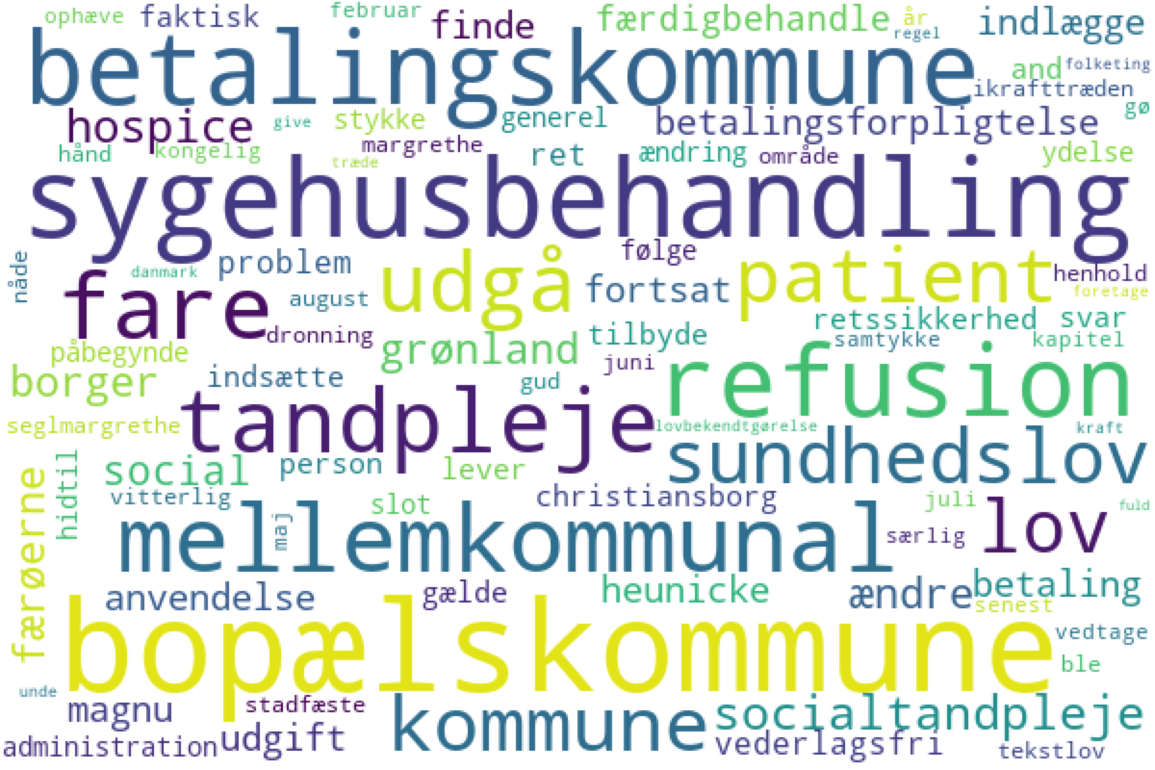 ophæve faktisk februar finde færdigbehandle år regel indlægge
betalingskommune and folketing ikrafttræden
hospice give stykke generel betalingsforpligtelse gø
hånd kongelig margrethe træde ret ændring område ydelse
sygehusbehandling
nåde danmark problem udgå følge patient henhold
fare august fortsat foretage
dronning grønland tilbyde retssikkerhed svar
påbegynde samtykke kapitel
borger indsætte gud juni refusion
seglmargrethe tandpleje lovbekendtgørelse kraft
færøerne hidtil social person lever sundhedslov
vitterlig slot christiansborg juli lov fuld
maj mellemkommunal særlig
anvendelse gælde heunicke ændre betaling
senest
bopælskommune vedtage
ble
unde magnu stadfæste kommune socialtandpleje
administration udgift vederlagsfri tekstlov